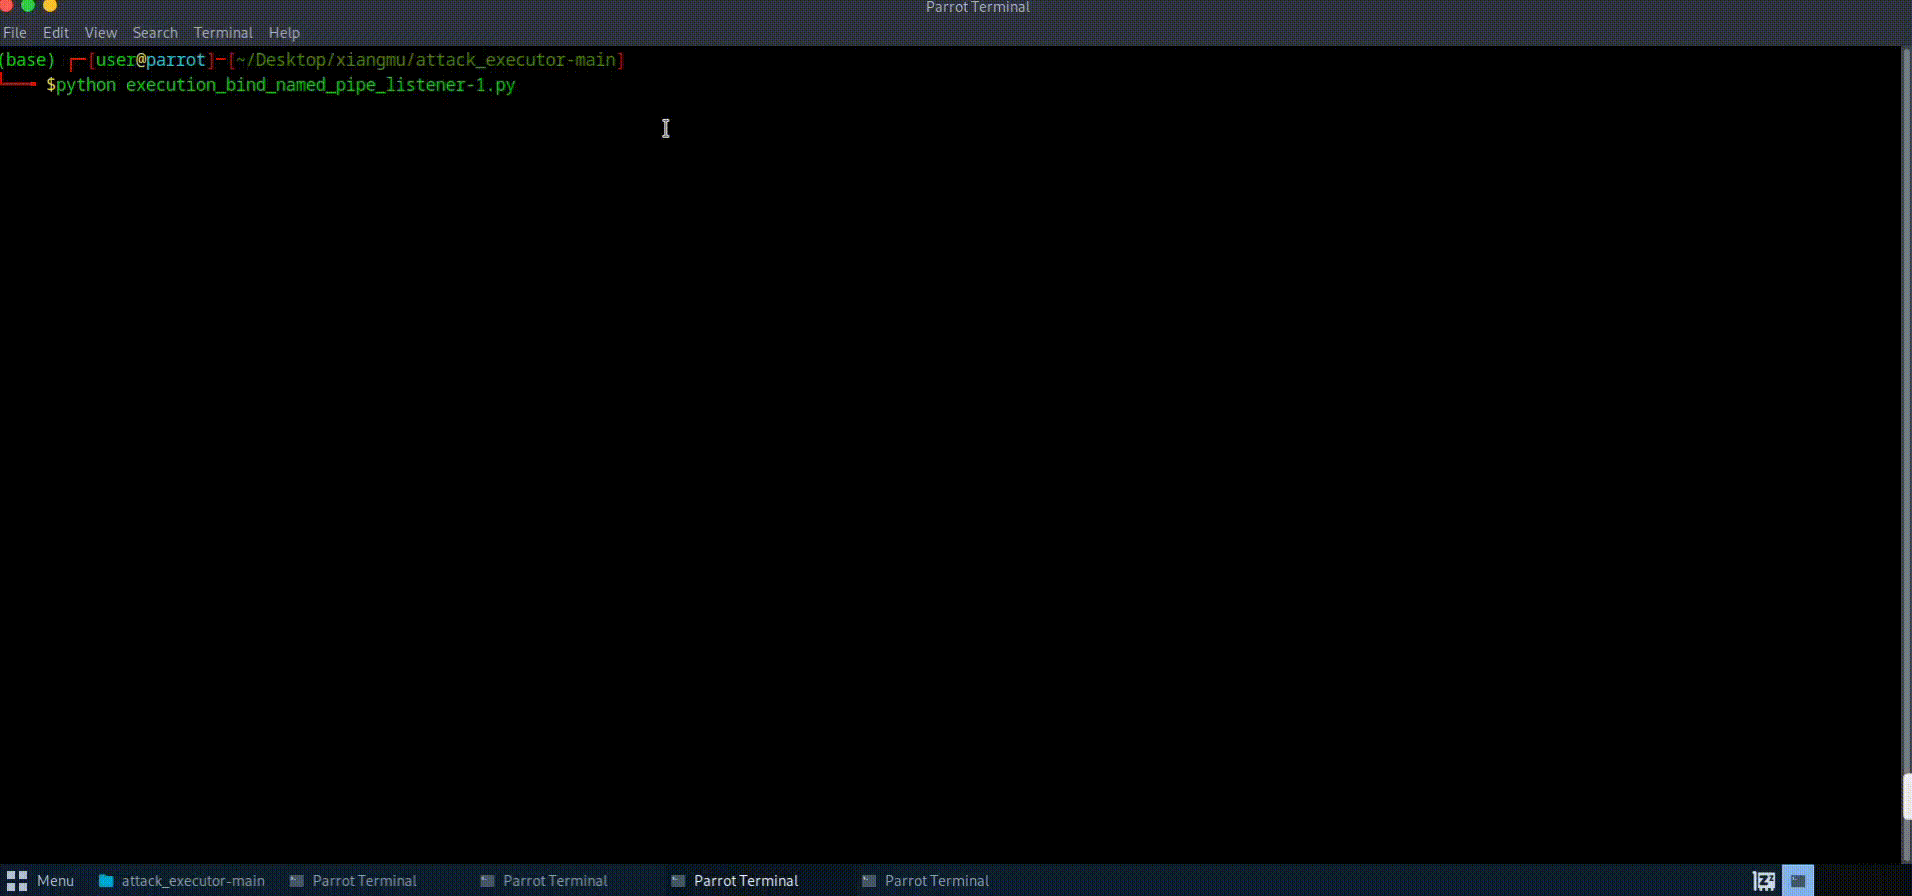 Parrot Terminal
File Edit View Search Terminal Help
(base) ┌─[user@parrot]─[~/Desktop/xiangmu/attack_executor-main]
└──╼ $python execution_bind_named_pipe_listener-1.py
Menu attack_executor-main Parrot Terminal Parrot Terminal Parrot Terminal Parrot Terminal